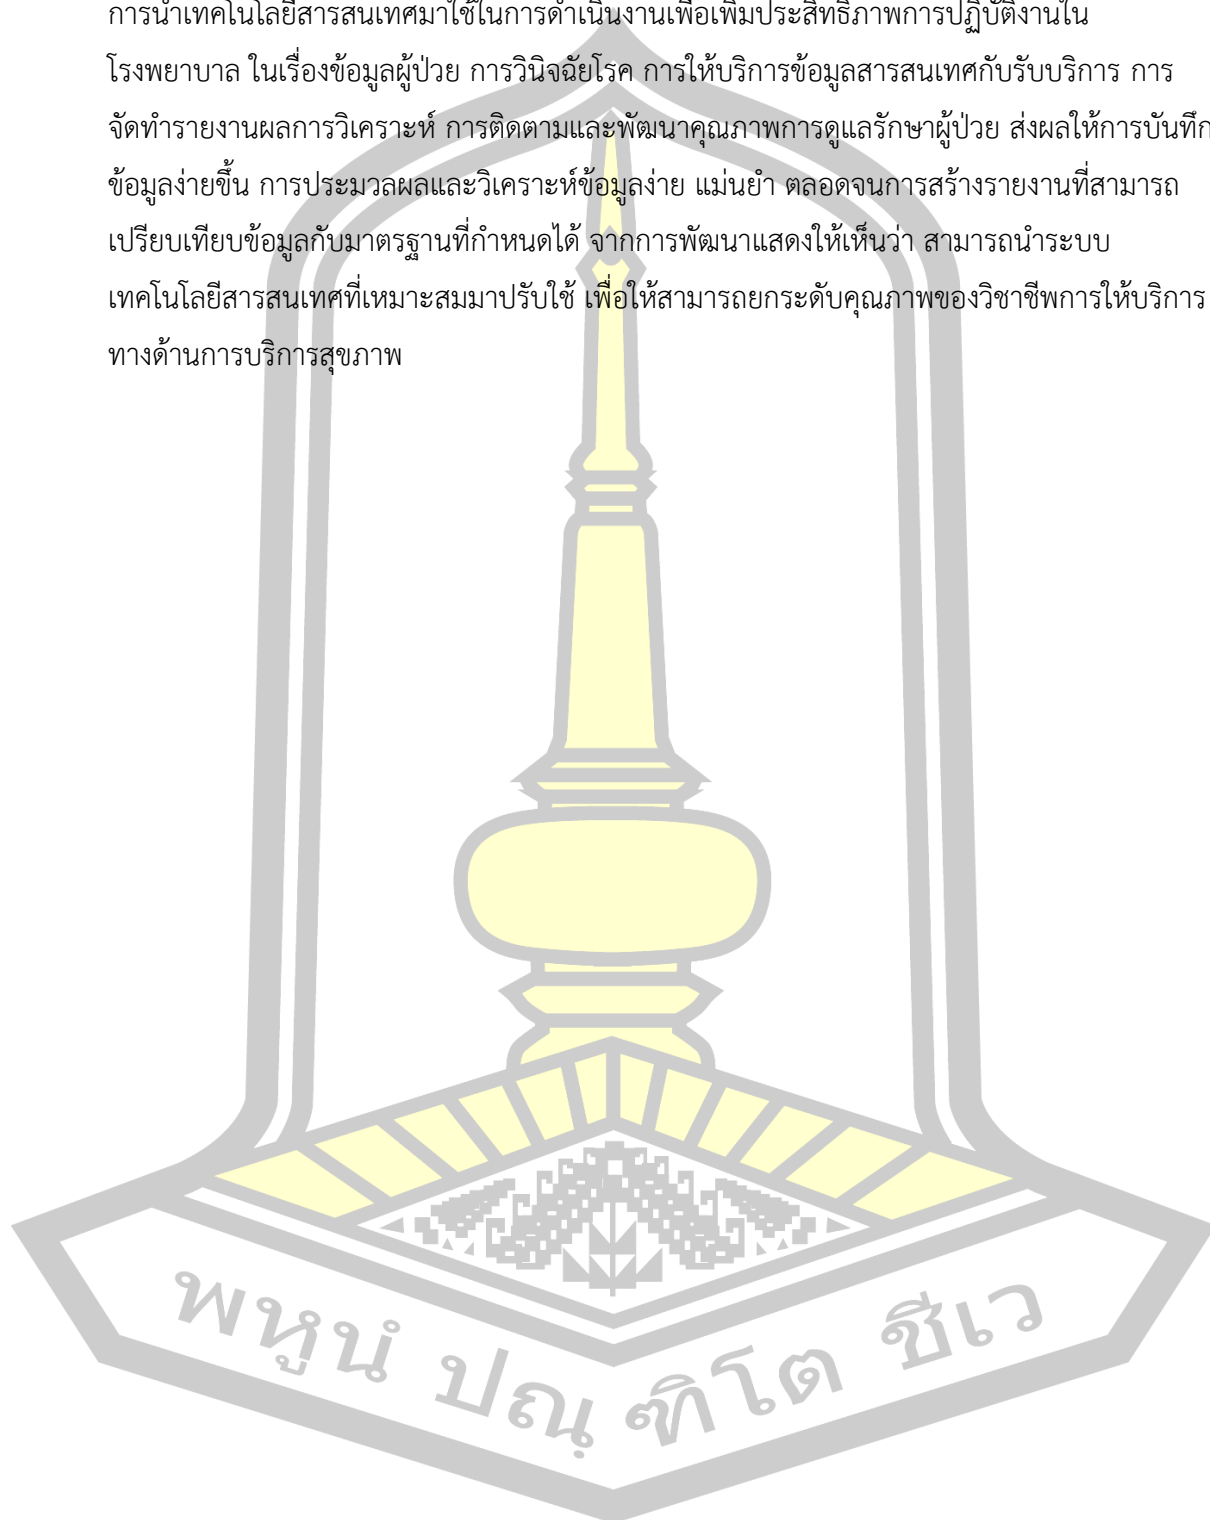 การนำเทคโนโลยีสารสนเทศมาใช้ในการดำเนินงานเพื่อเพิ่มประสิทธิภาพการปฏิบัติงานใน
โรงพยาบาล ในเรื่องข้อมูลผู้ป่วย การวินิจฉัยโรค การให้บริการข้อมูลสารสนเทศกับรับบริการ การ
จัดทำรายงานผลการวิเคราะห์ การติดตามและพัฒนาคุณภาพการดูแลรักษาผู้ป่วย ส่งผลให้การบันทึก
ข้อมูลง่ายขึ้น การประมวลผลและวิเคราะห์ข้อมูลง่าย แม่นยำ ตลอดจนการสร้างรายงานที่สามารถ
เปรียบเทียบข้อมูลกับมาตรฐานที่กำหนดได้ จากการพัฒนาแสดงให้เห็นว่า สามารถนำระบบ
เทคโนโลยีสารสนเทศที่เหมาะสมมาปรับใช้ เพื่อให้สามารถยกระดับคุณภาพของวิชาชีพการให้บริการ
ทางด้านการบริการสุขภาพ
พหูนํ ปณฺ ฑิโต ชีเว